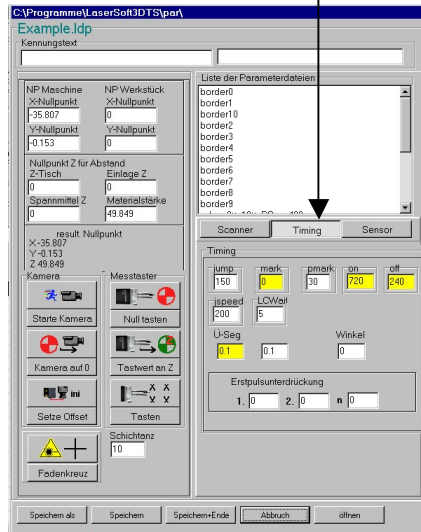 C:\Programme\LaserSoft3DTS\par\
Example.ldp
Kennungstext
NP Maschine NP Werkstück
X-Nullpunkt X-Nullpunkt
-35.807 0
Y-Nullpunkt Y-Nullpunkt
-0.153 0
Nullpunkt Z für Abstand
Z-Tisch Einlage Z
0 0
Spannmittel Z Materialstärke
0 49.849
result. Nullpunkt
X -35.807
Y -0.153
Z 49.849
Kamera
Starte Kamera
Kamera auf 0
ini
Setze Offset
Fadenkreuz
Messtaster
Null tasten
Tastwert an Z
X X
X X
Tasten
Schichtanz
10
Liste der Parameterdateien
border0
border1
border10
border2
border3
border4
border5
border6
border7
border8
border9
Scanner Timing Sensor
Timing
jump mark pmark on off
150 0 30 720 240
jspeed LCWait
200 5
Ü-Seg Winkel
0.1 0.1 0
Erstpulsunterdrückung
1. 0 2. 0 n 0
Speichern als Speichern Speichern+Ende Abbruch öffnen